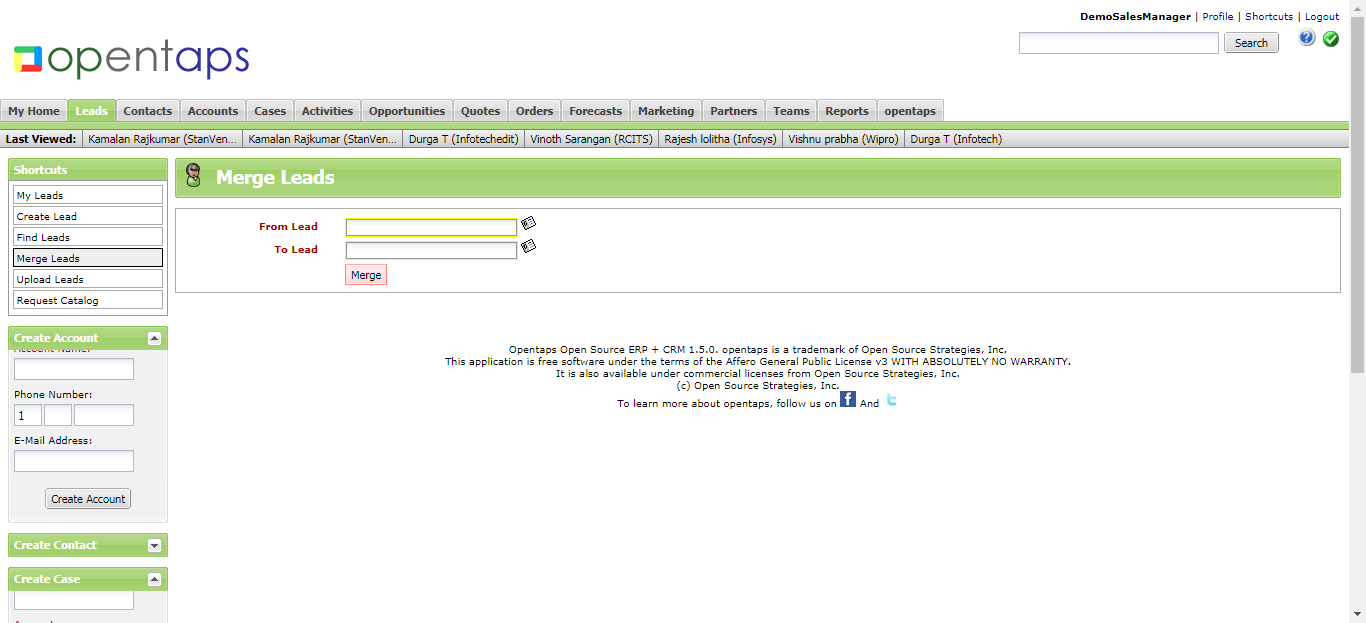 DemoSalesManager | Profile | Shortcuts | Logout
opentaps
Search
My Home Leads Contacts Accounts Cases Activities Opportunities Quotes Orders Forecasts Marketing Partners Teams Reports opentaps
Last Viewed: Kamalan Rajkumar (StanVen... Kamalan Rajkumar (StanVen... Durga T (Infotechedit) Vinoth Sarangan (RCITS) Rajesh lolitha (Infosys) Vishnu prabha (Wipro) Durga T (Infotech)
Shortcuts
My Leads
Create Lead
Find Leads
Merge Leads
Upload Leads
Request Catalog
Create Account
Account Name:
Phone Number:
1
E-Mail Address:
Create Account
Create Contact
Create Case
Merge Leads
From Lead
To Lead
Merge
Opentaps Open Source ERP + CRM 1.5.0. opentaps is a trademark of Open Source Strategies, Inc.
This application is free software under the terms of the Affero General Public License v3 WITH ABSOLUTELY NO WARRANTY.
It is also available under commercial licenses from Open Source Strategies, Inc.
(c) Open Source Strategies, Inc.
To learn more about opentaps, follow us on f And t